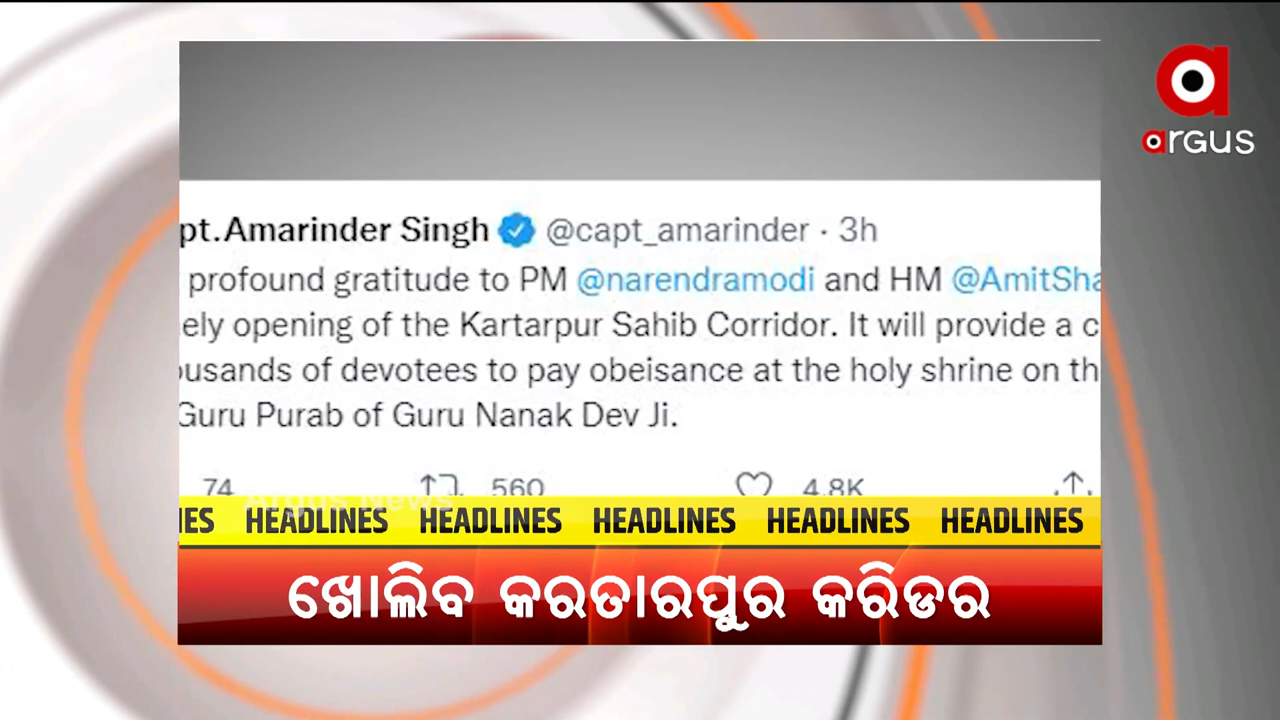 argus
pt.Amarinder Singh @capt_amarinder · 3h
profound gratitude to PM @narendramodi and HM @AmitSha
ely opening of the Kartarpur Sahib Corridor. It will provide a c
ousands of devotees to pay obeisance at the holy shrine on th
Guru Purab of Guru Nanak Dev Ji.
74 560 4.8K
Argus News
IES HEADLINES HEADLINES HEADLINES HEADLINES HEADLINES
ଖୋଲିବ କରତାରପୁର କରିଡର